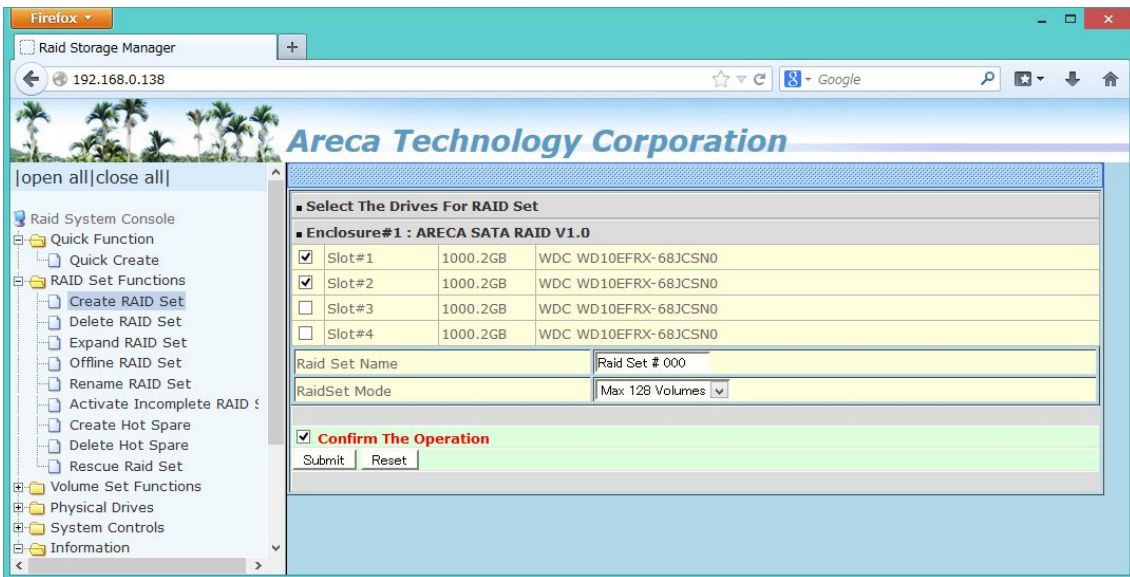 Firefox
Raid Storage Manager
192.168.0.138
Google
Areca Technology Corporation
|open all|close all|
Raid System Console
Quick Function
Quick Create
RAID Set Functions
Create RAID Set
Delete RAID Set
Expand RAID Set
Offline RAID Set
Rename RAID Set
Activate Incomplete RAID S
Create Hot Spare
Delete Hot Spare
Rescue Raid Set
Volume Set Functions
Physical Drives
System Controls
Information
Select The Drives For RAID Set
Enclosure#1 : ARECA SATA RAID V1.0
Slot#1 1000.2GB WDC WD10EFRX-68JCSN0
Slot#2 1000.2GB WDC WD10EFRX-68JCSN0
Slot#3 1000.2GB WDC WD10EFRX-68JCSN0
Slot#4 1000.2GB WDC WD10EFRX-68JCSN0
Raid Set Name Raid Set # 000
RaidSet Mode Max 128 Volumes
Confirm The Operation
Submit Reset